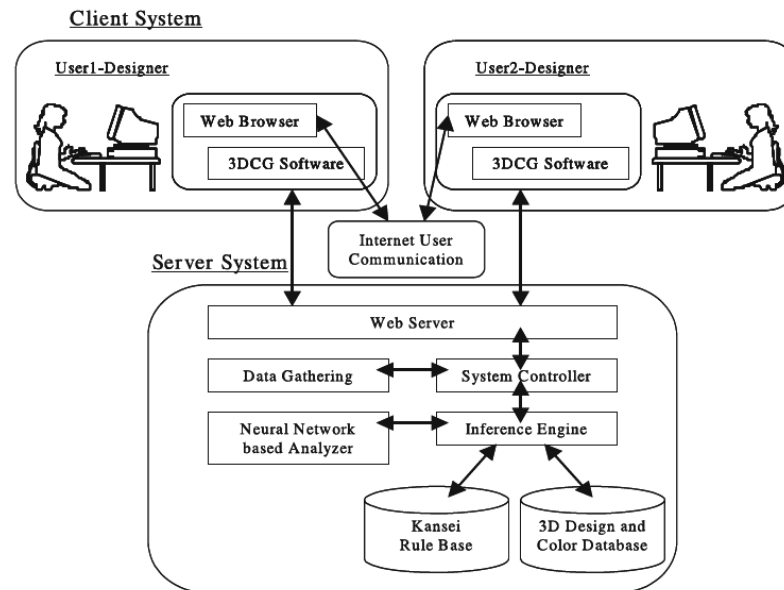 Client System
User1-Designer
Web Browser
3DCG Software
User2-Designer
Web Browser
3DCG Software
Internet User
Communication
Server System
Web Server
Data Gathering
System Controller
Neural Network
based Analyzer
Inference Engine
Kansei
Rule Base
3D Design and
Color Database